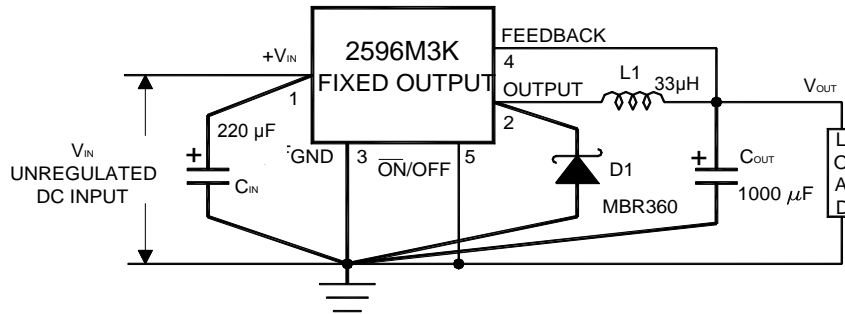 2596M3K
FIXED OUTPUT
+VIN
1
FEEDBACK
4
OUTPUT
2
L1
33μH
VOUT
220 μF
+
CIN
VIN
UNREGULATED
DC INPUT
GND
3
ON/OFF
5
D1
MBR360
+
COUT
1000 μF
LOAD